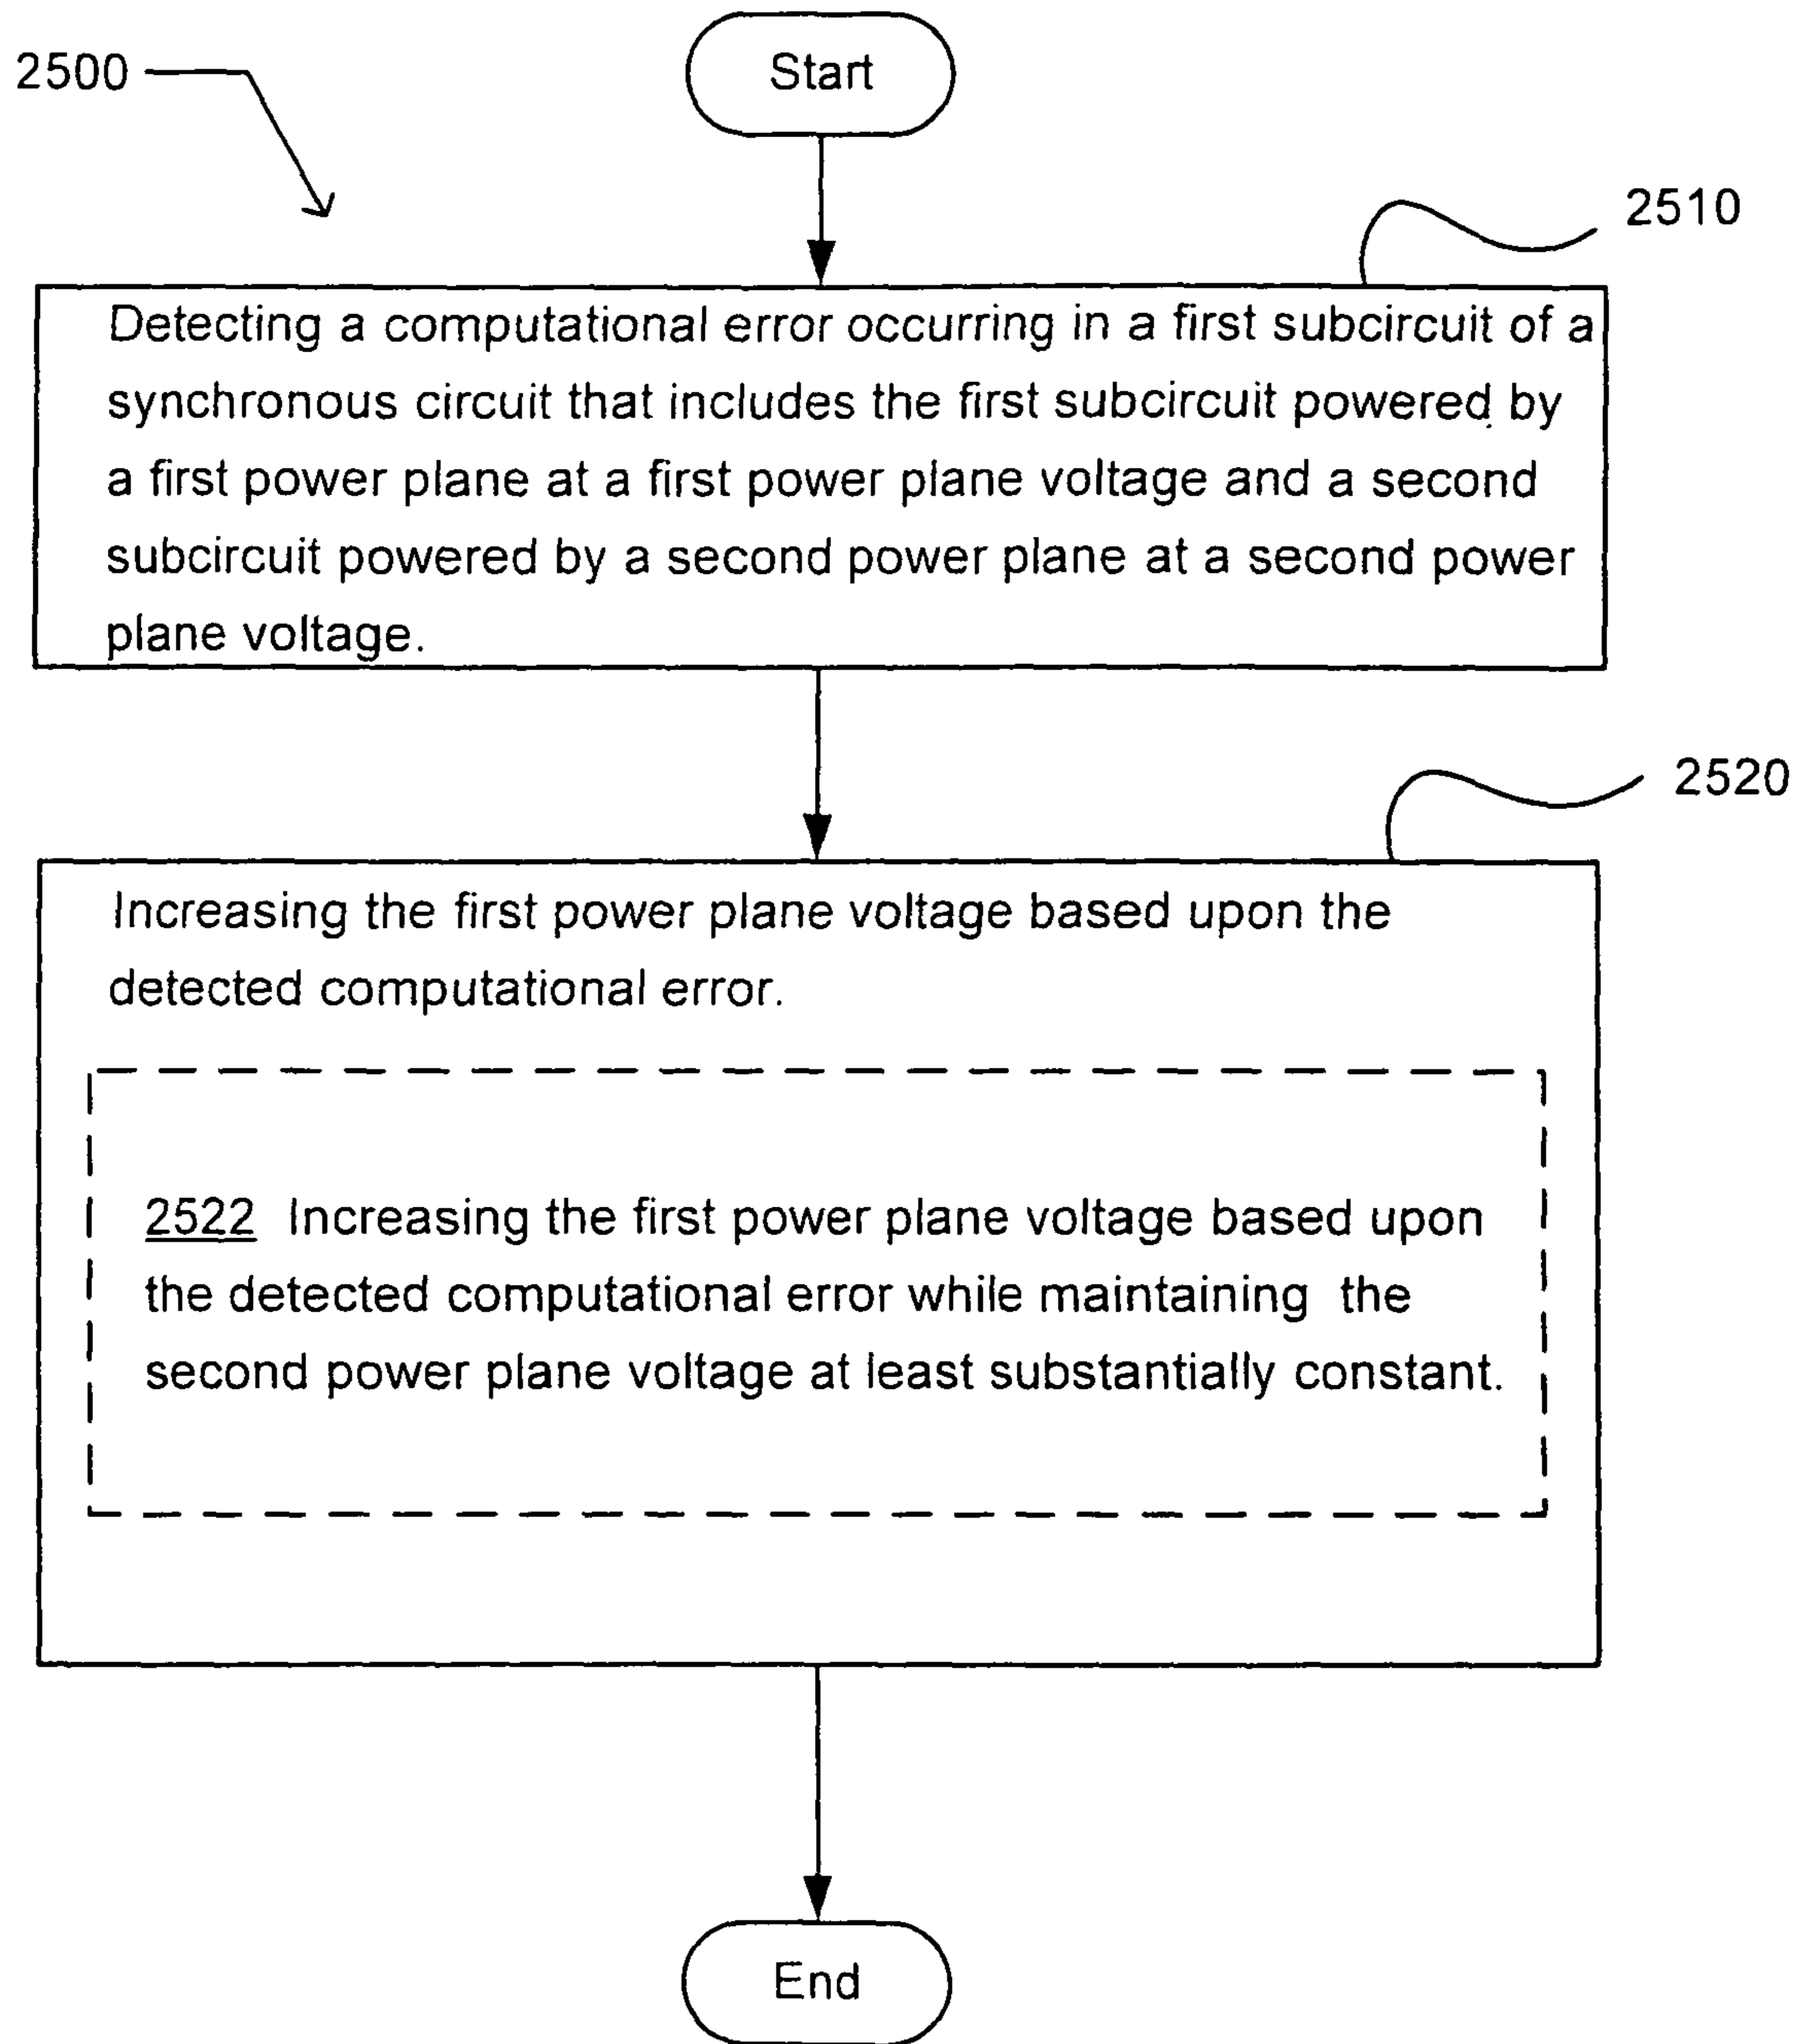 2500
Start
2510
Detecting a computational error occurring in a first subcircuit of a
synchronous circuit that includes the first subcircuit powered by
a first power plane at a first power plane voltage and a second
subcircuit powered by a second power plane at a second power
plane voltage.
2520
Increasing the first power plane voltage based upon the
detected computational error.
2522 Increasing the first power plane voltage based upon
the detected computational error while maintaining the
second power plane voltage at least substantially constant.
End